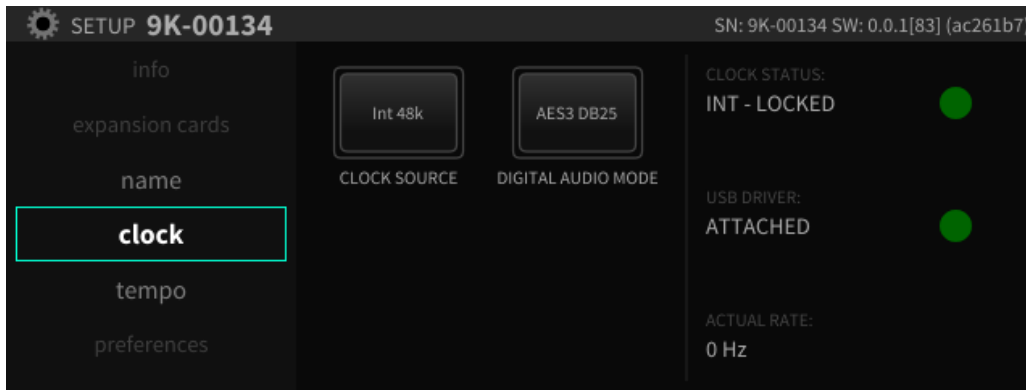 SETUP 9K-00134
SN: 9K-00134 SW: 0.0.1[83] (ac261b7)
info
expansion cards
name
clock
tempo
preferences
Int 48k
AES3 DB25
CLOCK SOURCE
DIGITAL AUDIO MODE
CLOCK STATUS:
INT - LOCKED
USB DRIVER:
ATTACHED
ACTUAL RATE:
0 Hz